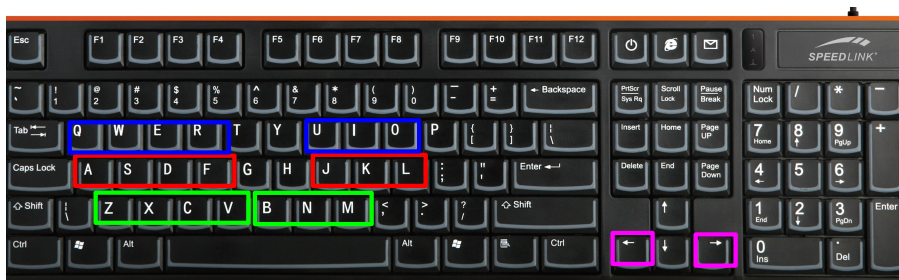 Esc F1 F2 F3 F4 F5 F6 F7 F8 F9 F10 F11 F12
SPEEDLINK
~ ` ! 1 @ 2 # 3 $ 4 % 5 ^ 6 & 7 * 8 ( 9 ) 0 _ - + = ← Backspace PrtScr Sys Rq Scroll Lock Pause Break Num Lock / * -
Tab Q W E R T Y U I O P { [ } ] | \ Insert Home Page UP 7 Home 8 ↑ 9 PgUp +
Caps Lock A S D F G H J K L : ; " ' Enter Delete End Page Down 4 ← 5 6 →
Shift | \ Z X C V B N M < , > . ? / Shift ↑ 1 End 2 ↓ 3 PgDn Enter
Ctrl Alt Alt Ctrl ← ↓ → 0 Ins . Del